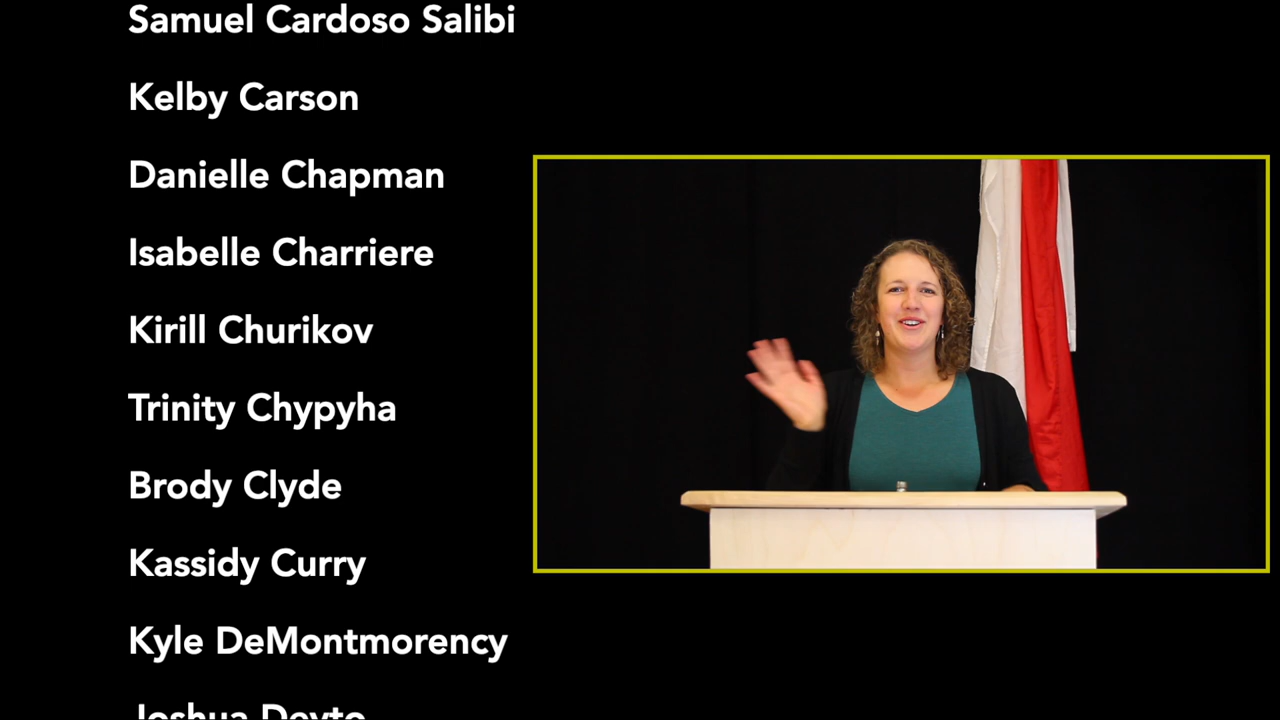 Samuel Cardoso Salibi
Kelby Carson
Danielle Chapman
Isabelle Charriere
Kirill Churikov
Trinity Chypyha
Brody Clyde
Kassidy Curry
Kyle DeMontmorency
Joshua